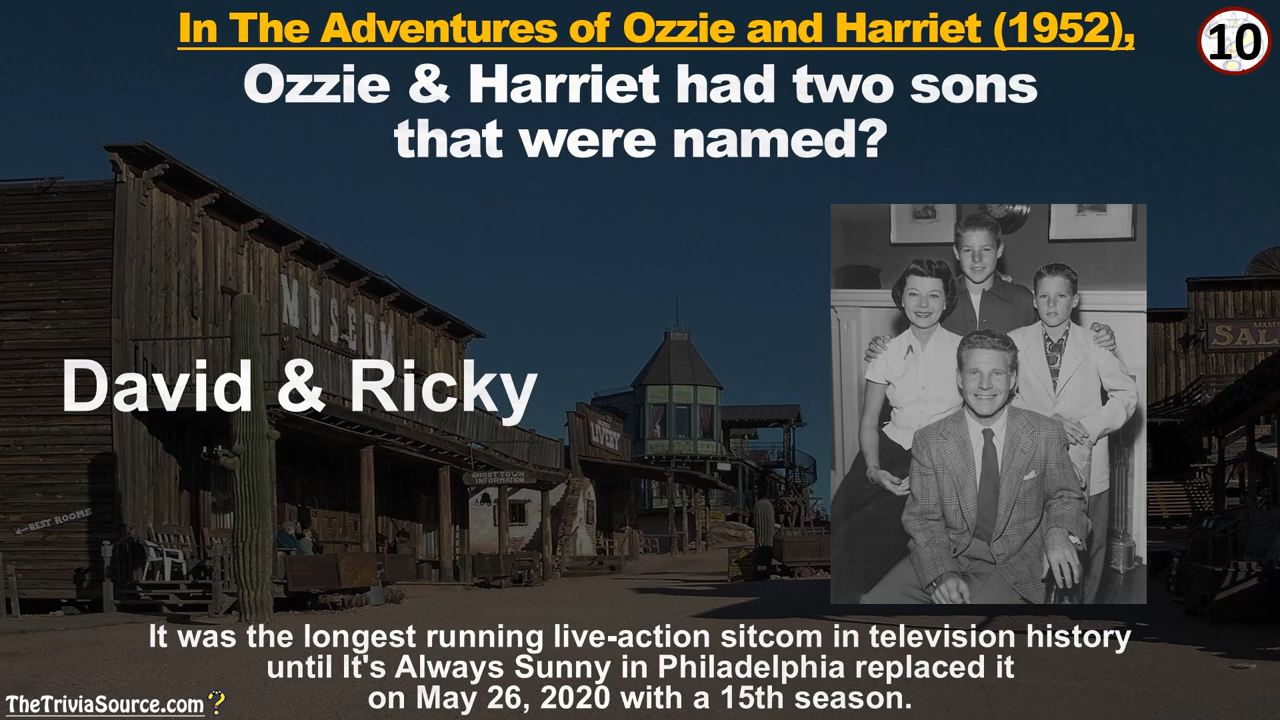 In The Adventures of Ozzie and Harriet (1952),
10
Ozzie & Harriet had two sons
that were named?
MUSEUM
SAL
David & Ricky
LIVERY
GHOST TOWN
INFORMATION
BEST ROOMS
It was the longest running live-action sitcom in television history
until It's Always Sunny in Philadelphia replaced it
on May 26, 2020 with a 15th season.
TheTriviaSource.com?